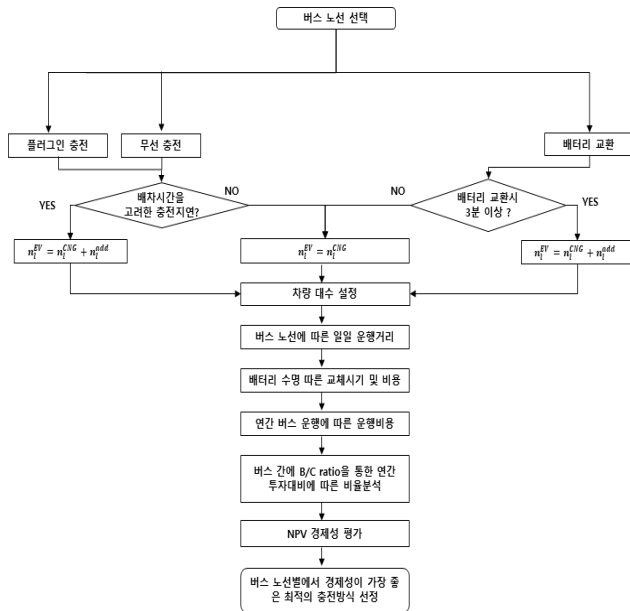 버스 노선 선택
플러그인 충전
무선 충전
배터리 교환
배차시간을
고려한 충전지연?
YES
NO
NO
배터리 교환시
3분 이상 ?
YES
n_i^{EV} = n_i^{CNG} + n_i^{add}
n_i^{EV} = n_i^{CNG}
n_i^{EV} = n_i^{CNG} + n_i^{add}
차량 대수 설정
버스 노선에 따른 일일 운행거리
배터리 수명 따른 교체시기 및 비용
연간 버스 운행에 따른 운행비용
버스 간에 B/C ratio을 통한 연간
투자대비에 따른 비율분석
NPV 경제성 평가
버스 노선별에서 경제성이 가장 좋
은 최적의 충전방식 선정